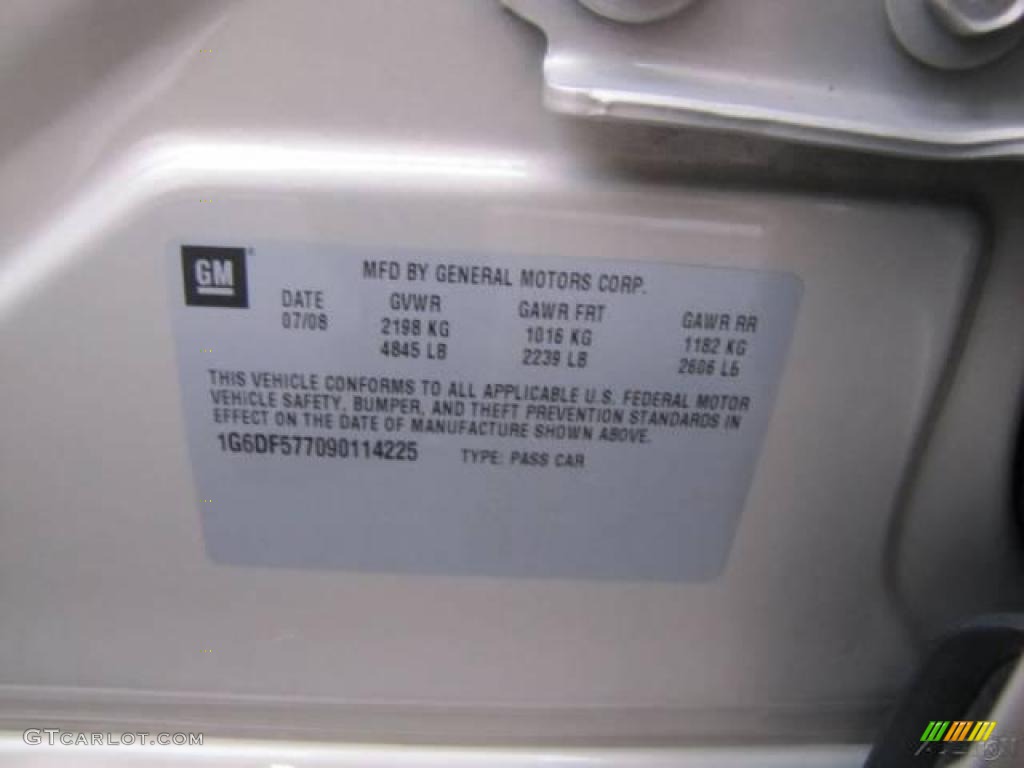 GM
MFD BY GENERAL MOTORS CORP.
DATE GVWR GAWR FRT GAWR RR
07/08 2198 KG 1016 KG 1182 KG
4845 LB 2239 LB 2606 LB
THIS VEHICLE CONFORMS TO ALL APPLICABLE U.S. FEDERAL MOTOR
VEHICLE SAFETY, BUMPER, AND THEFT PREVENTION STANDARDS IN
EFFECT ON THE DATE OF MANUFACTURE SHOWN ABOVE.
1G6DF577090114225 TYPE: PASS CAR
GTCARLOT.COM